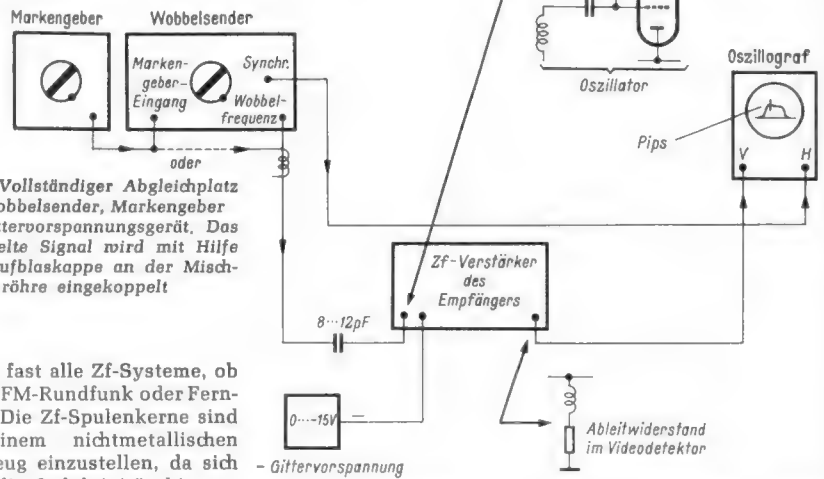 Markengeber
Wobbelsender
Marken-
geber-
Eingang
Synchr.
Wobbel-
frequenz
oder
Oszillator
Oszillograf
Pips
V
H
Vollständiger Abgleichplatz
obbelsender, Markengeber
ttervorspannungsgerät. Das
elte Signal wird mit Hilfe
ufblaskappe an der Misch-
röhre eingekoppelt
Zf-Verstärker
des
Empfängers
8···12pF
0···-15V
– Gittervorspannung
Ableitwiderstand
im Videodetektor
fast alle Zf-Systeme, ob
FM-Rundfunk oder Fern-
Die Zf-Spulenkerne sind
inem nichtmetallischen
eug einzustellen, da sich